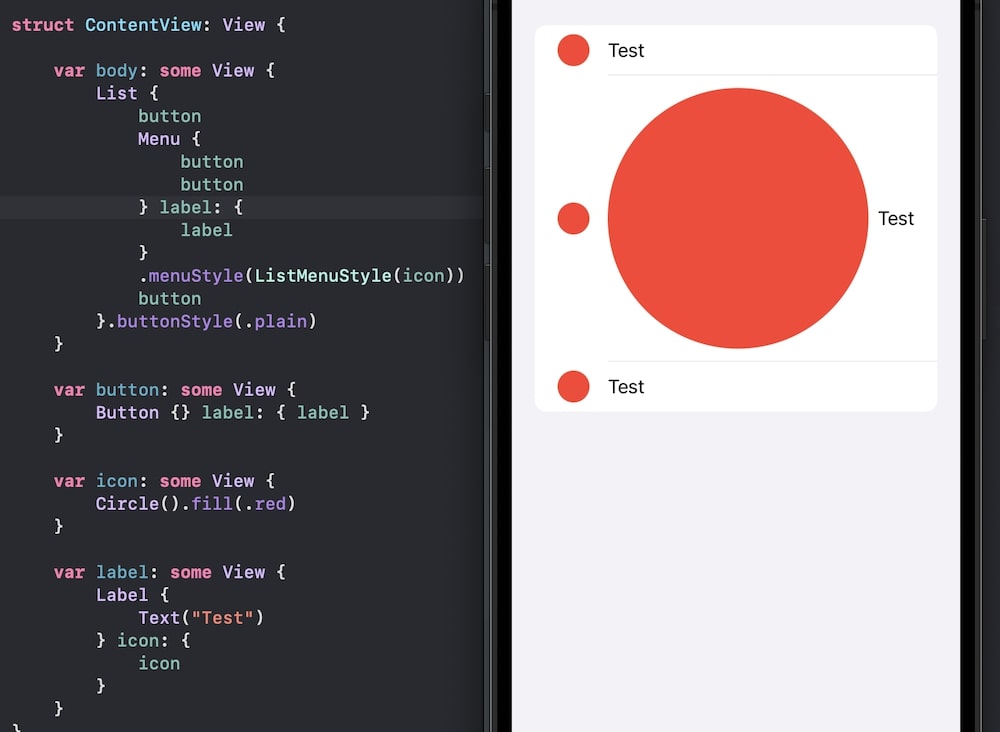 struct ContentView: View {
var body: some View {
List {
button
Menu {
button
button
} label: {
label
}
.menuStyle(ListMenuStyle(icon))
button
}.buttonStyle(.plain)
}
var button: some View {
Button {} label: { label }
}
var icon: some View {
Circle().fill(.red)
}
var label: some View {
Label {
Text("Test")
} icon: {
icon
}
}
}
Test
Test
Test